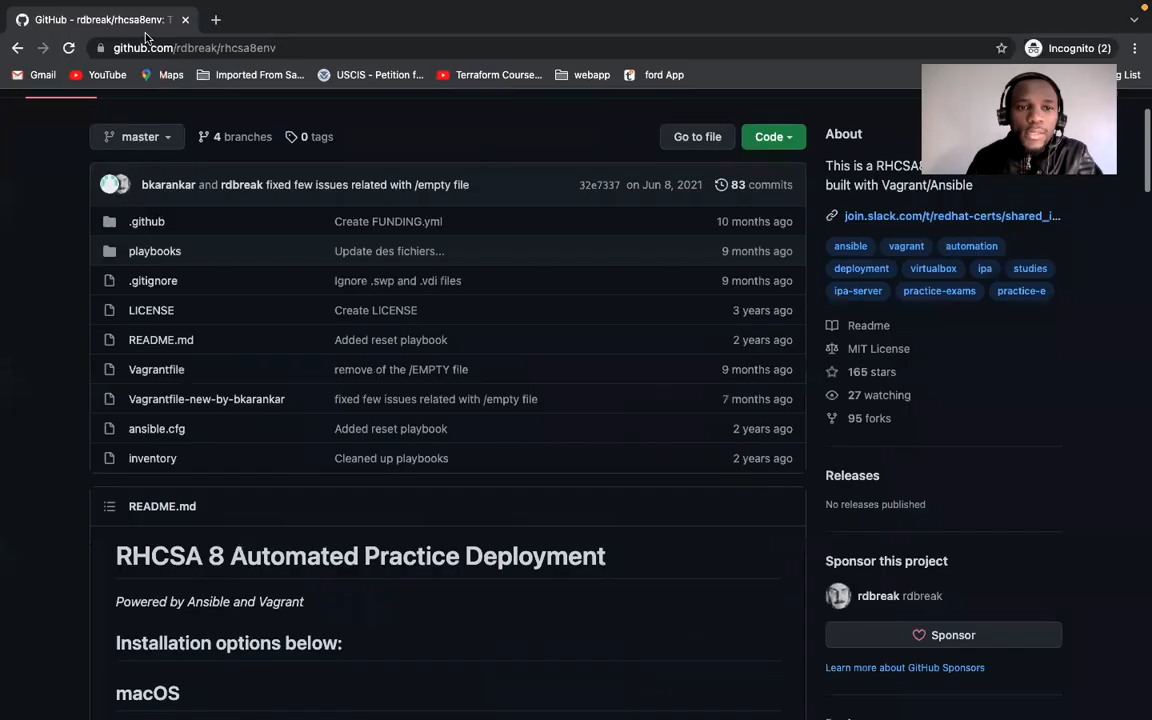 GitHub - rdbreak/rhcsa8env: T
github.com/rdbreak/rhcsa8env
Incognito (2)
Gmail
YouTube
Maps
Imported From Sa...
USCIS - Petition f...
Terraform Course...
webapp
ford App
g List
master
4 branches
0 tags
Go to file
Code
bkarankar and rdbreak fixed few issues related with /empty file
32e7337 on Jun 8, 2021
83 commits
.github
Create FUNDING.yml
10 months ago
playbooks
Update des fichiers...
9 months ago
.gitignore
Ignore .swp and .vdi files
9 months ago
LICENSE
Create LICENSE
3 years ago
README.md
Added reset playbook
2 years ago
Vagrantfile
remove of the /EMPTY file
9 months ago
Vagrantfile-new-by-bkarankar
fixed few issues related with /empty file
7 months ago
ansible.cfg
Added reset playbook
2 years ago
inventory
Cleaned up playbooks
2 years ago
README.md
RHCSA 8 Automated Practice Deployment
Powered by Ansible and Vagrant
Installation options below:
macOS
About
This is a RHCSA8
built with Vagrant/Ansible
join.slack.com/t/redhat-certs/shared_i...
ansible
vagrant
automation
deployment
virtualbox
ipa
studies
ipa-server
practice-exams
practice-e
Readme
MIT License
165 stars
27 watching
95 forks
Releases
No releases published
Sponsor this project
rdbreak rdbreak
Sponsor
Learn more about GitHub Sponsors